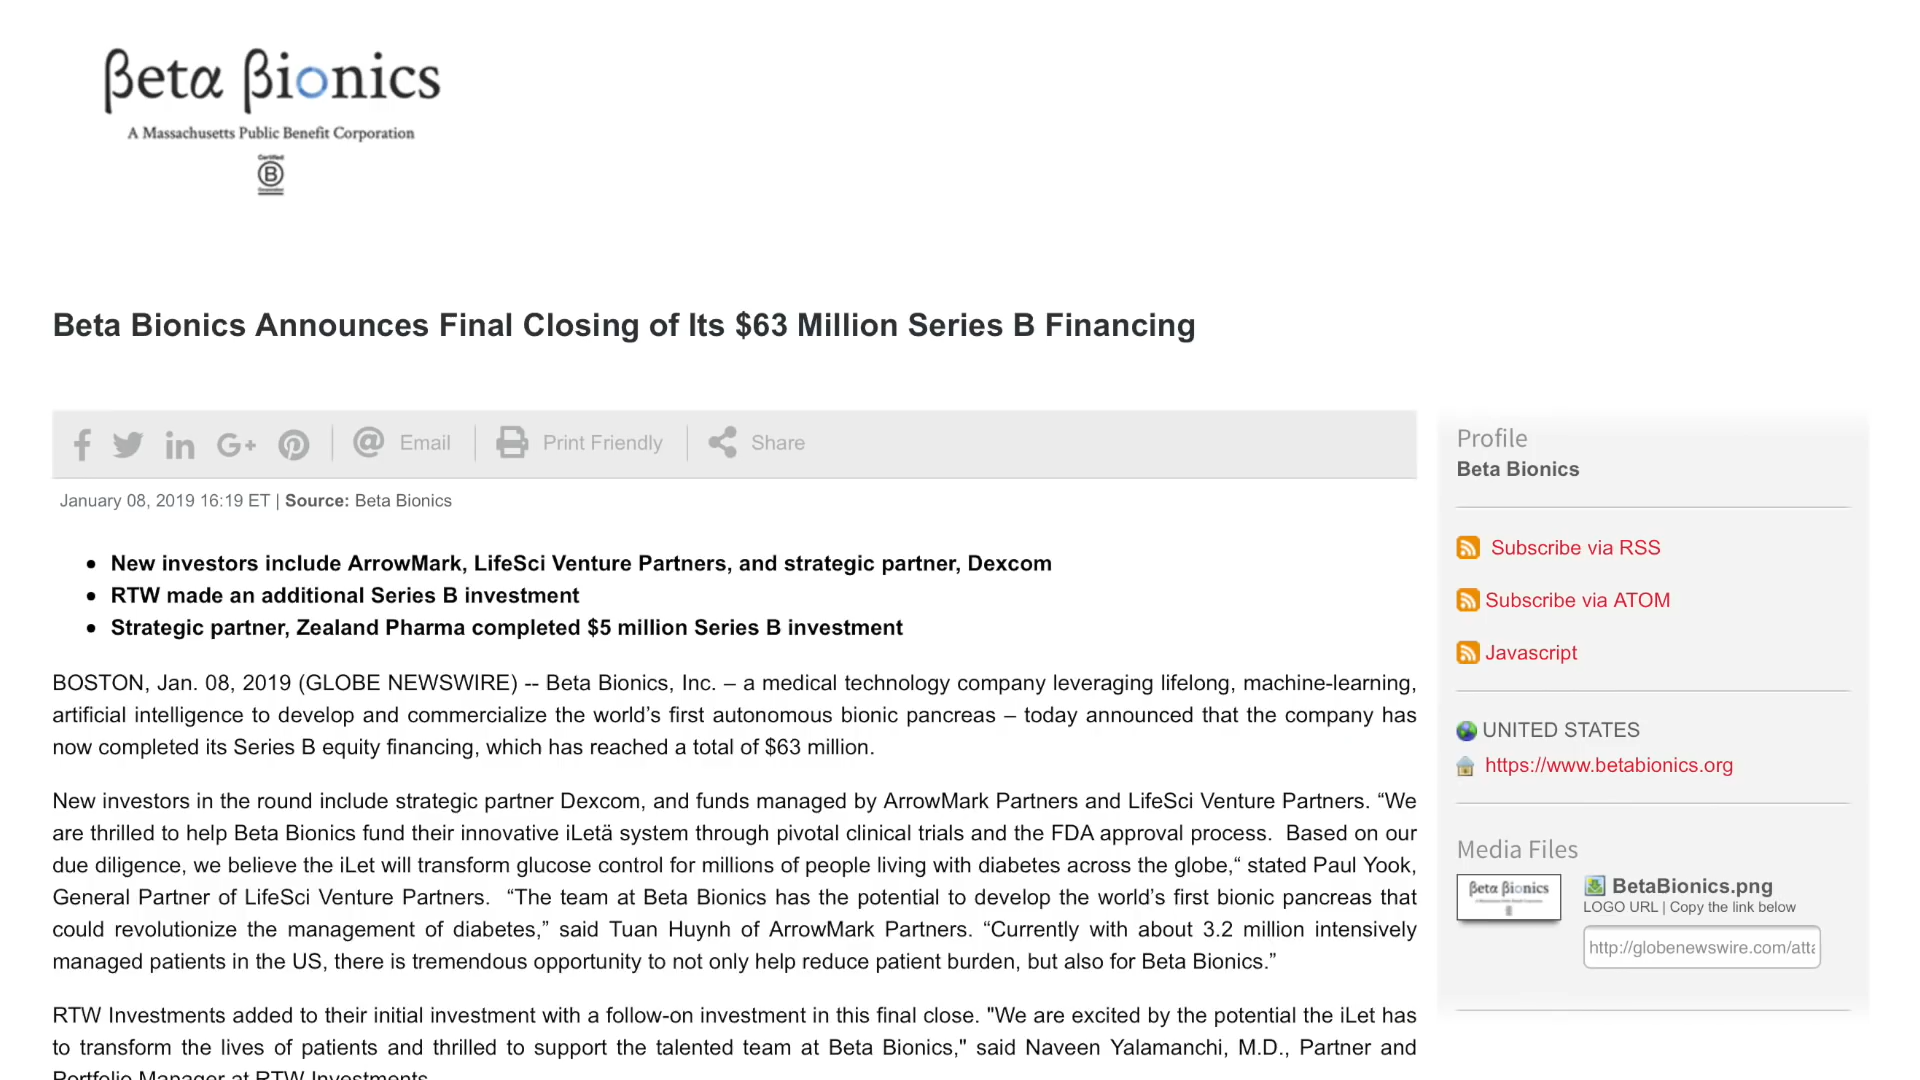 βetα βionics
A Massachusetts Public Benefit Corporation
Certified
B
Corporation
Beta Bionics Announces Final Closing of Its $63 Million Series B Financing
Email
Print Friendly
Share
January 08, 2019 16:19 ET | Source: Beta Bionics
• New investors include ArrowMark, LifeSci Venture Partners, and strategic partner, Dexcom
• RTW made an additional Series B investment
• Strategic partner, Zealand Pharma completed $5 million Series B investment
BOSTON, Jan. 08, 2019 (GLOBE NEWSWIRE) -- Beta Bionics, Inc. – a medical technology company leveraging lifelong, machine-learning,
artificial intelligence to develop and commercialize the world’s first autonomous bionic pancreas – today announced that the company has
now completed its Series B equity financing, which has reached a total of $63 million.
New investors in the round include strategic partner Dexcom, and funds managed by ArrowMark Partners and LifeSci Venture Partners. “We
are thrilled to help Beta Bionics fund their innovative iLetä system through pivotal clinical trials and the FDA approval process.  Based on our
due diligence, we believe the iLet will transform glucose control for millions of people living with diabetes across the globe,“ stated Paul Yook,
General Partner of LifeSci Venture Partners.  “The team at Beta Bionics has the potential to develop the world’s first bionic pancreas that
could revolutionize the management of diabetes,” said Tuan Huynh of ArrowMark Partners. “Currently with about 3.2 million intensively
managed patients in the US, there is tremendous opportunity to not only help reduce patient burden, but also for Beta Bionics.”
RTW Investments added to their initial investment with a follow-on investment in this final close. "We are excited by the potential the iLet has
to transform the lives of patients and thrilled to support the talented team at Beta Bionics," said Naveen Yalamanchi, M.D., Partner and
Portfolio Manager at RTW Investments.
Profile
Beta Bionics
Subscribe via RSS
Subscribe via ATOM
Javascript
UNITED STATES
https://www.betabionics.org
Media Files
βetα βionics
BetaBionics.png
LOGO URL | Copy the link below
http://globenewswire.com/atta